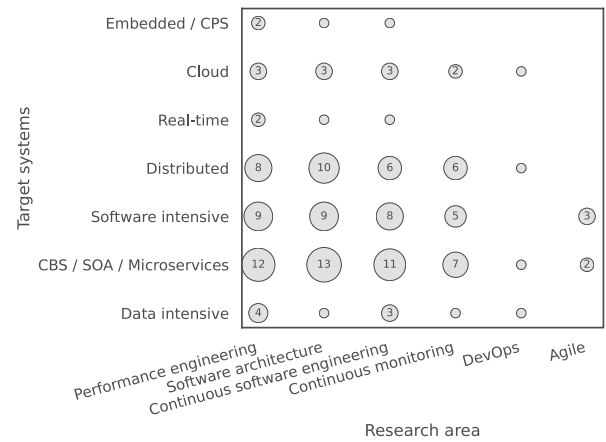 Embedded / CPS
2
Cloud
3 3 3 2
Real-time
2
Distributed
8 10 6 6
Software intensive
9 9 8 5 3
CBS / SOA / Microservices
12 13 11 7 2
Data intensive
4 3
Target systems
Performance engineering
Software architecture
Continuous software engineering
Continuous monitoring
DevOps
Agile
Research area